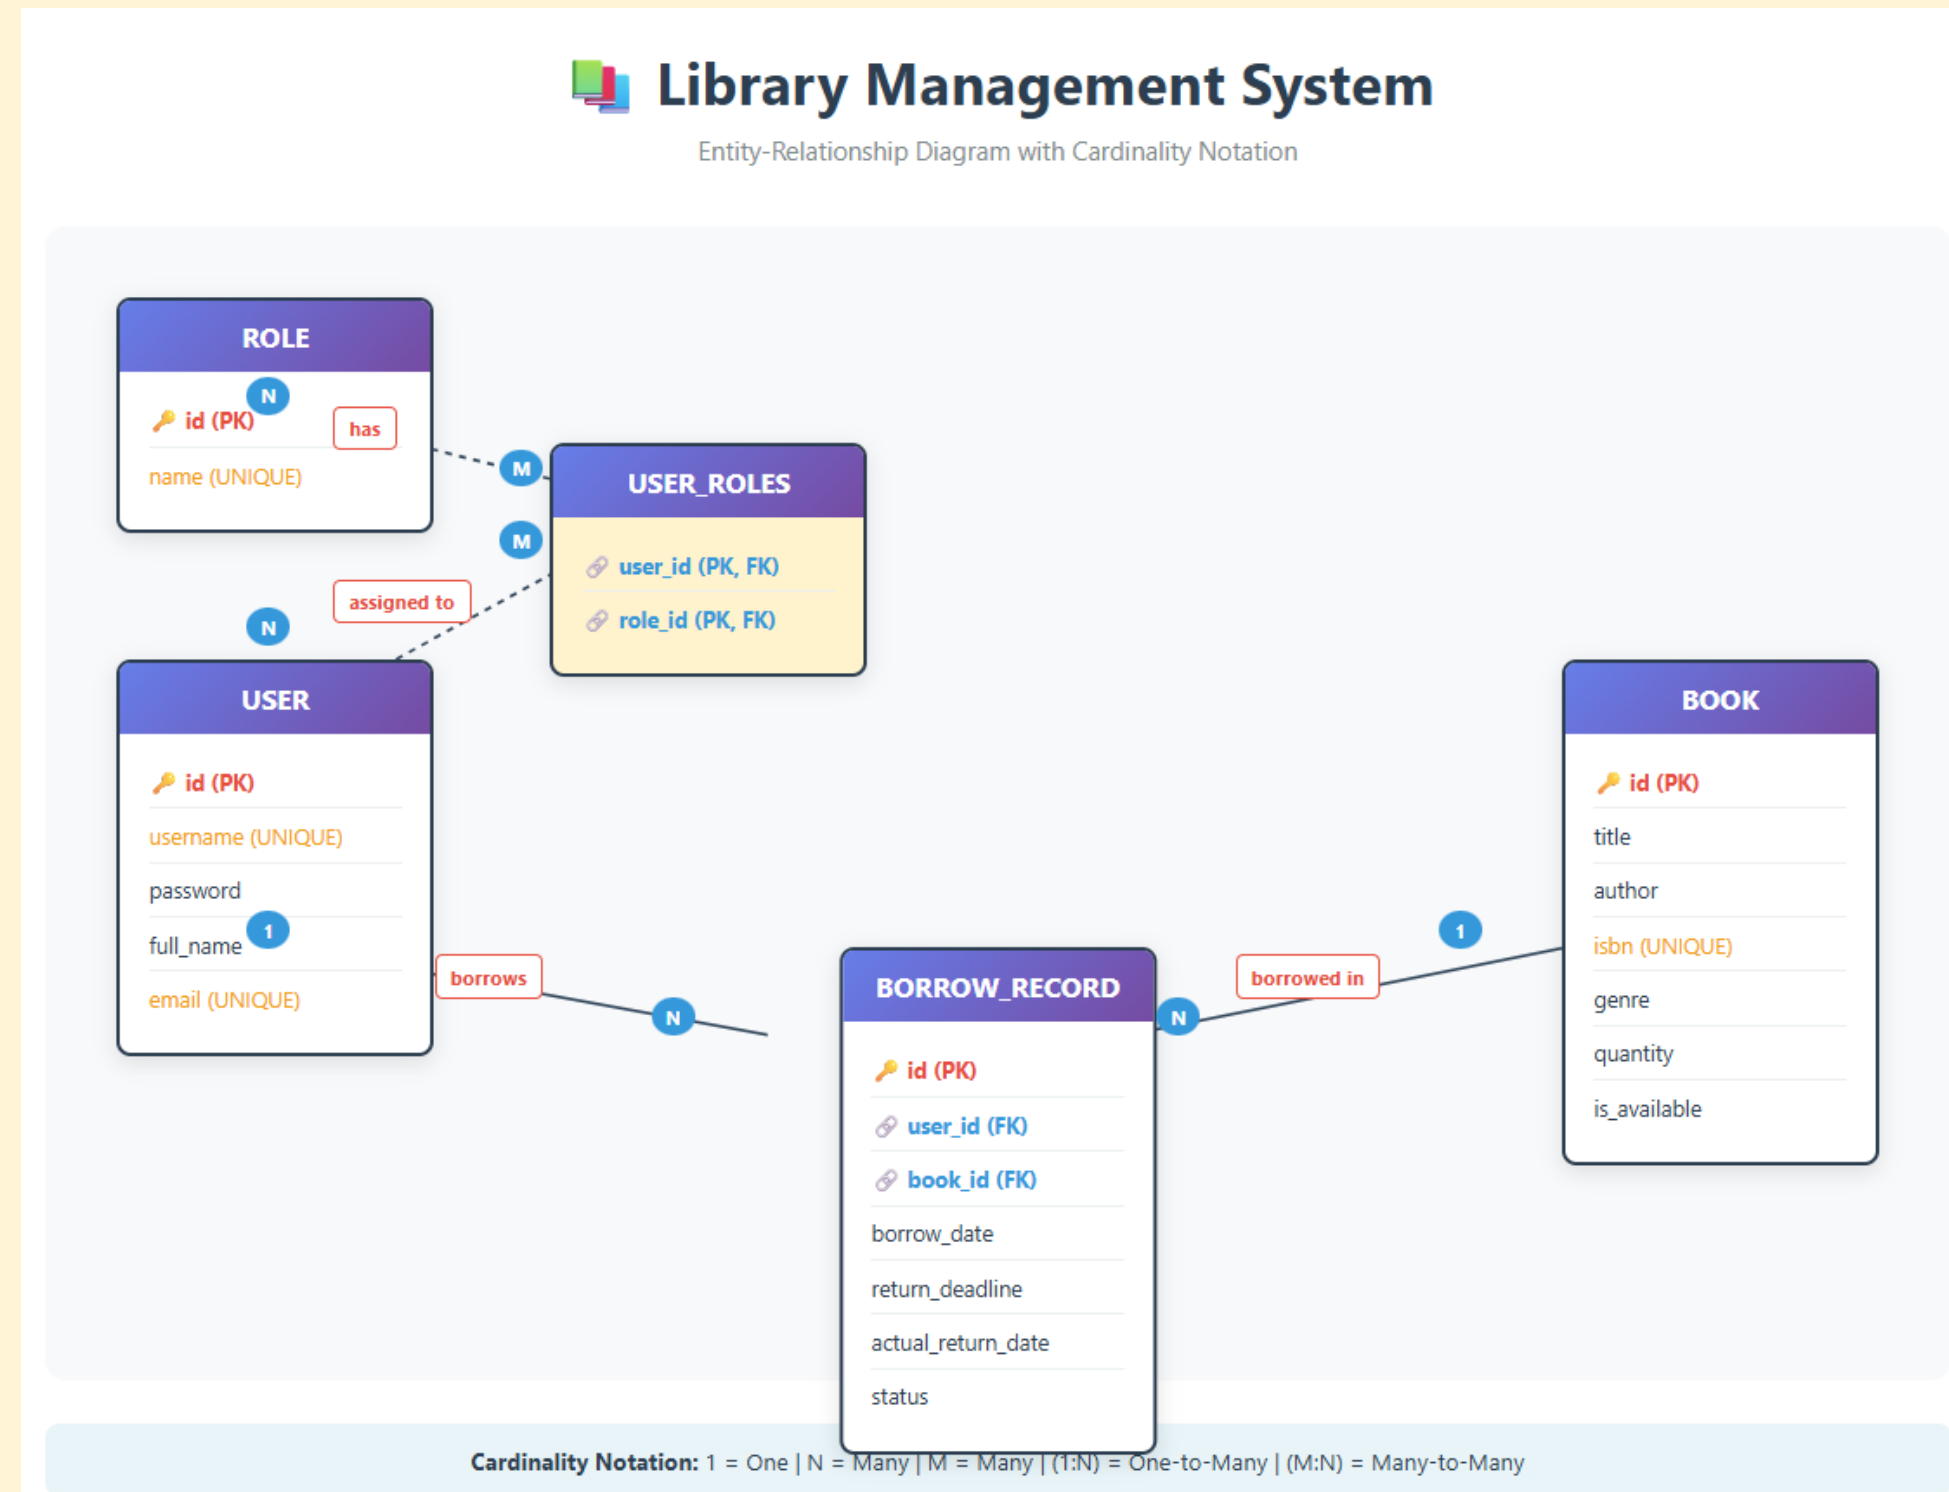 Library Management System
Entity-Relationship Diagram with Cardinality Notation
ROLE
N
id (PK)
has
name (UNIQUE)
M
USER_ROLES
M
user_id (PK, FK)
role_id (PK, FK)
assigned to
N
USER
id (PK)
username (UNIQUE)
password
1
full_name
email (UNIQUE)
borrows
N
BORROW_RECORD
id (PK)
user_id (FK)
book_id (FK)
borrow_date
return_deadline
actual_return_date
status
N
borrowed in
1
BOOK
id (PK)
title
author
isbn (UNIQUE)
genre
quantity
is_available
Cardinality Notation: 1 = One | N = Many | M = Many | (1:N) = One-to-Many | (M:N) = Many-to-Many